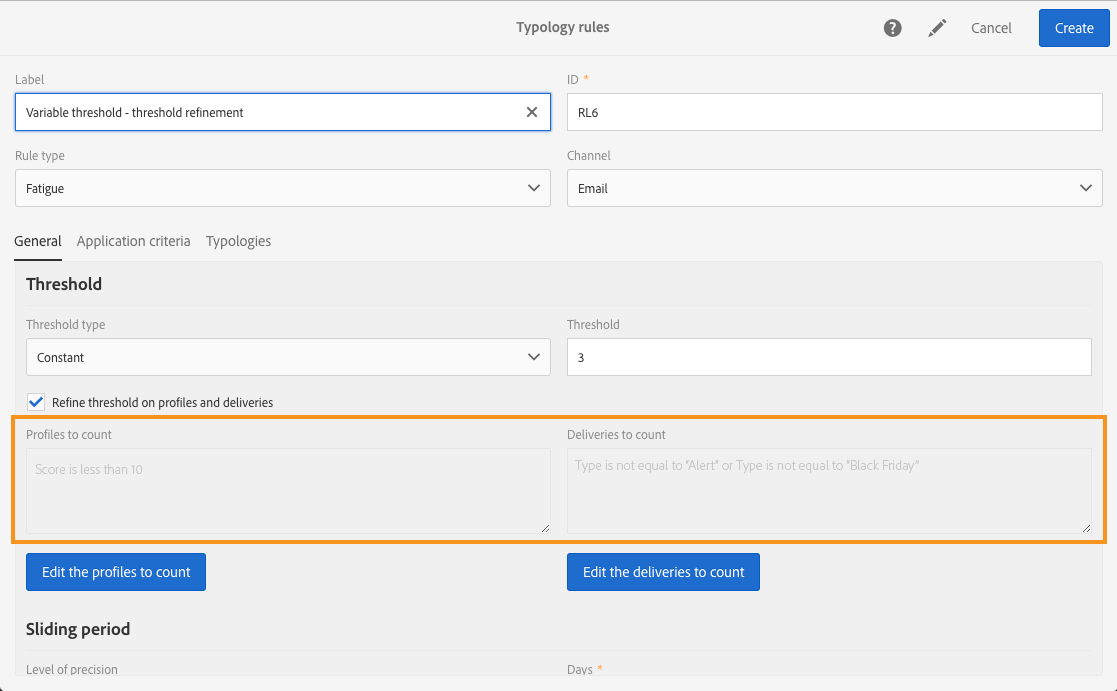 Typology rules
Cancel
Create
Label
ID *
Variable threshold - threshold refinement
RL6
Rule type
Channel
Fatigue
Email
General Application criteria Typologies
Threshold
Threshold type
Threshold
Constant
3
Refine threshold on profiles and deliveries
Profiles to count
Deliveries to count
Score is less than 10
Type is not equal to "Alert" or Type is not equal to "Black Friday"
Edit the profiles to count
Edit the deliveries to count
Sliding period
Level of precision
Days *